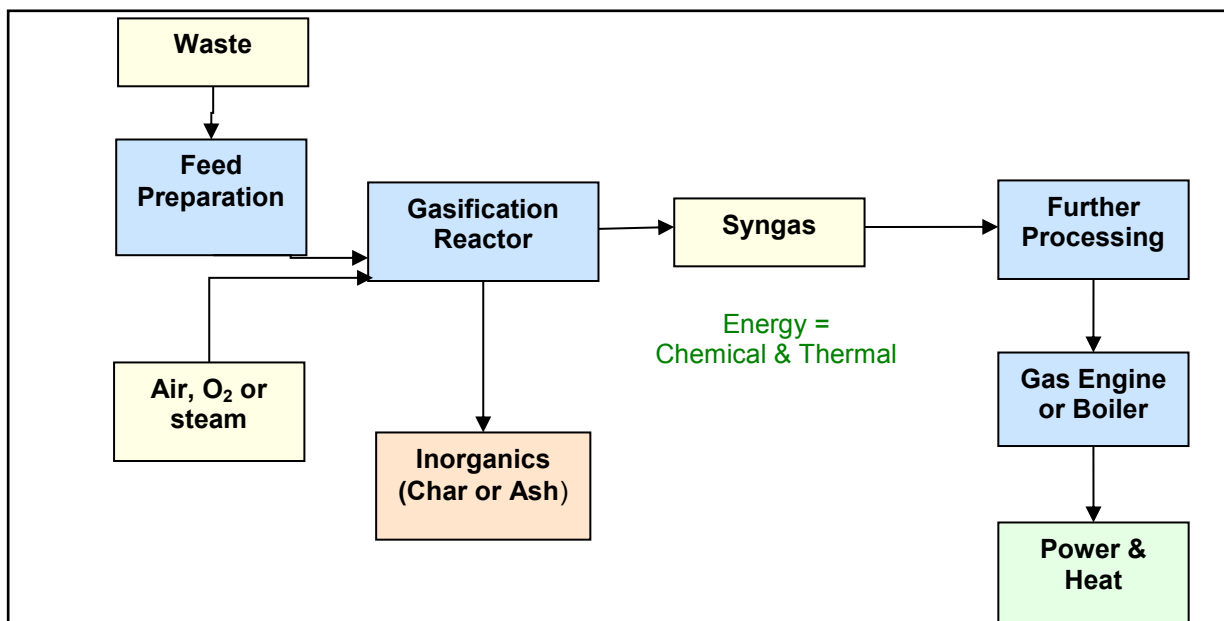 Waste
Feed
Preparation
Gasification
Reactor
Syngas
Further
Processing
Energy =
Chemical & Thermal
Air, O₂ or
steam
Inorganics
(Char or Ash)
Gas Engine
or Boiler
Power &
Heat